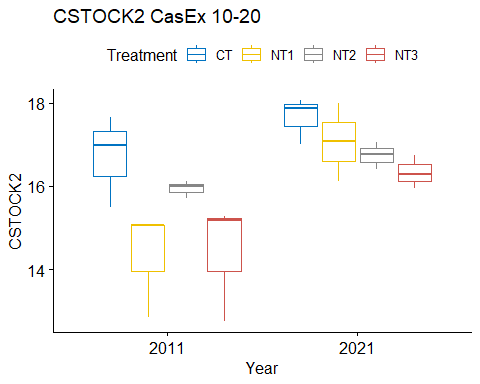 CSTOCK2 CasEx 10-20
Treatment CT NT1 NT2 NT3
18
16
14
CSTOCK2
2011 2021
Year